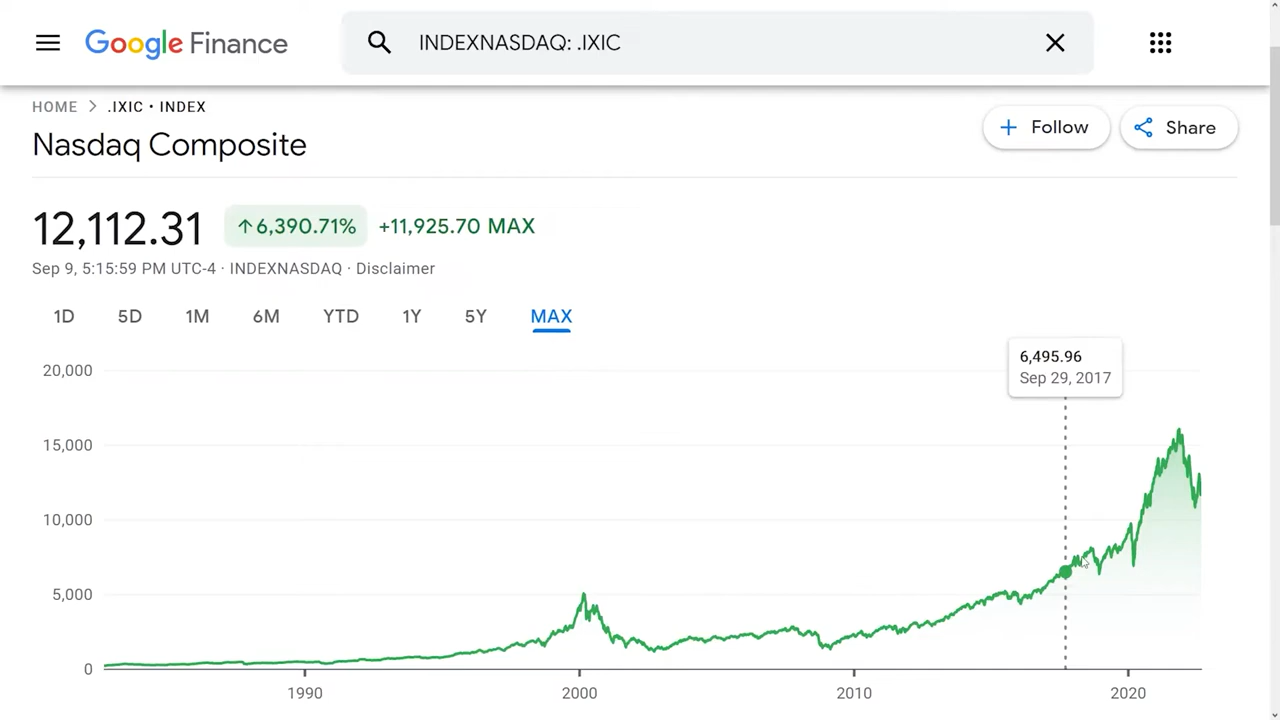 Google Finance
INDEXNASDAQ: .IXIC
HOME > .IXIC • INDEX
Nasdaq Composite
+ Follow
Share
12,112.31 ↑6,390.71% +11,925.70 MAX
Sep 9, 5:15:59 PM UTC-4 · INDEXNASDAQ · Disclaimer
1D 5D 1M 6M YTD 1Y 5Y MAX
6,495.96
Sep 29, 2017
20,000
15,000
10,000
5,000
0
1990 2000 2010 2020